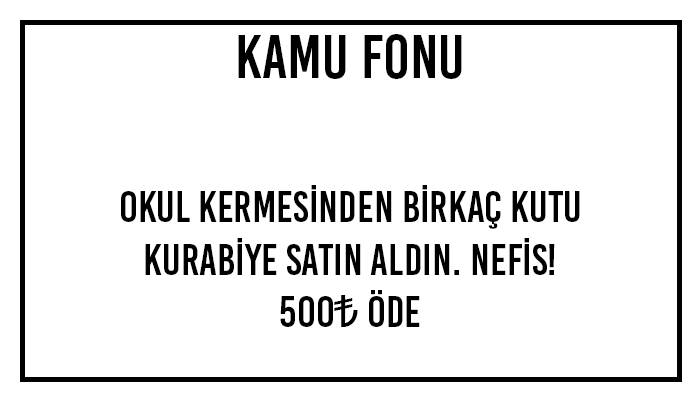 KAMU FONU
OKUL KERMESİNDEN BİRKAÇ KUTU
KURABİYE SATIN ALDIN. NEFİS!
500₺ ÖDE